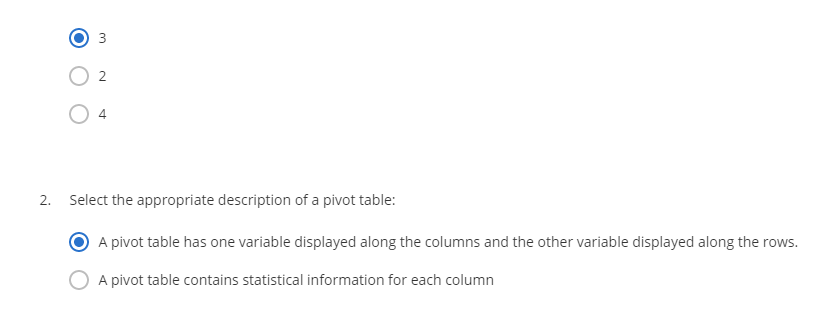 3
2
4
2. Select the appropriate description of a pivot table:
A pivot table has one variable displayed along the columns and the other variable displayed along the rows.
A pivot table contains statistical information for each column